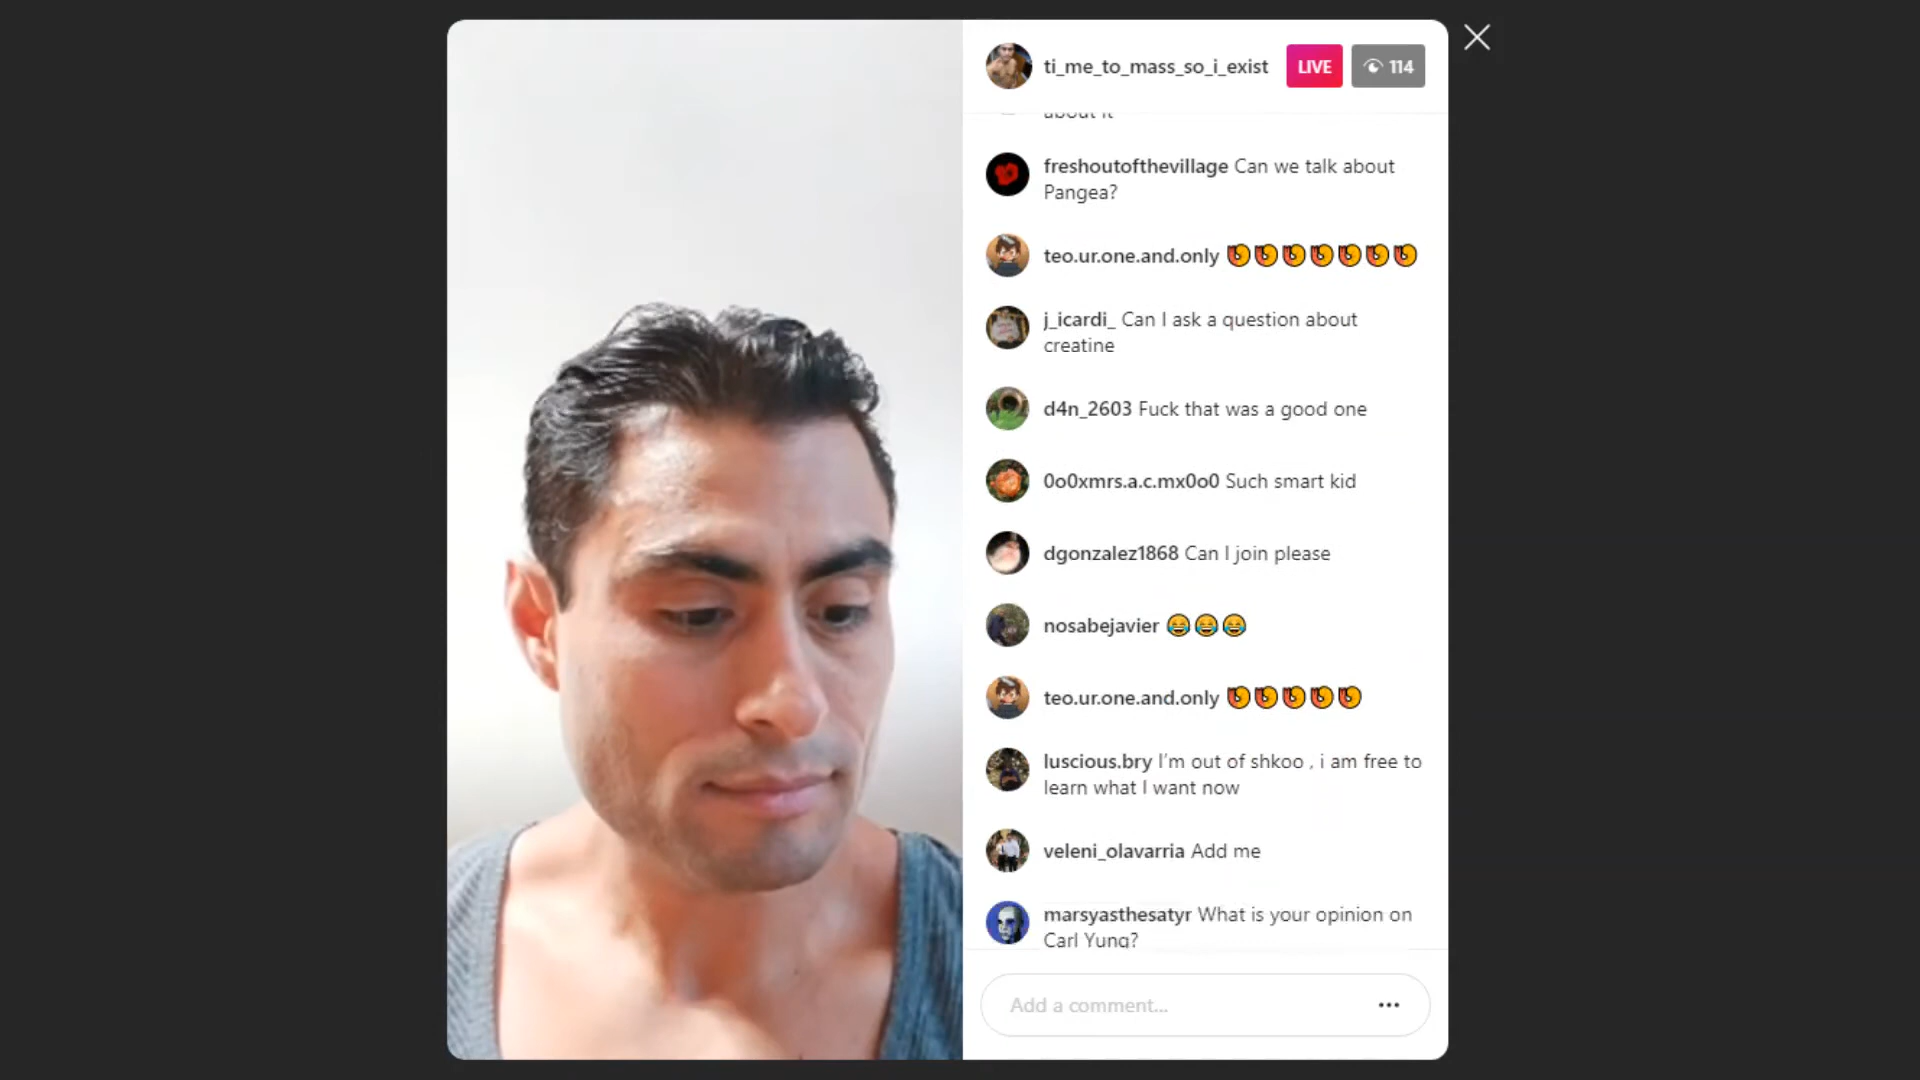 ti_me_to_mass_so_i_exist LIVE 114
about it
freshoutofthevillage Can we talk about
Pangea?
teo.ur.one.and.only
j_icardi_ Can I ask a question about
creatine
d4n_2603 Fuck that was a good one
0o0xmrs.a.c.mx0o0 Such smart kid
dgonzalez1868 Can I join please
nosabejavier 😂😂😂
teo.ur.one.and.only
luscious.bry I'm out of shkoo , i am free to
learn what I want now
veleni_olavarria Add me
marsyasthesatyr What is your opinion on
Carl Yung?
Add a comment...